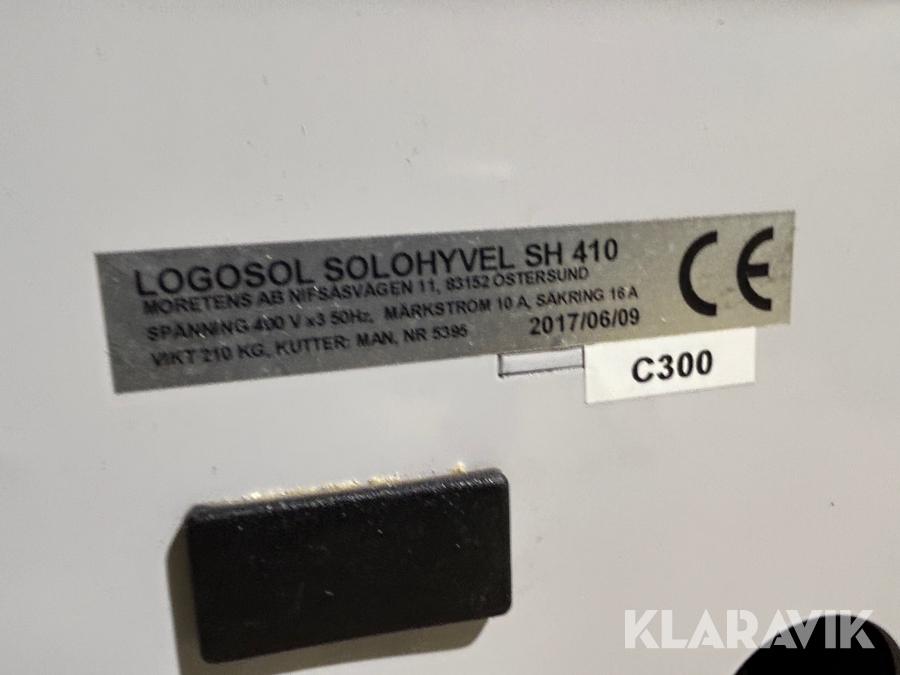 LOGOSOL SOLOHYVEL SH 410
MORETENS AB NIFSÅSVÄGEN 11, 83152 ÖSTERSUND
SPÄNNING 400 V x3 50Hz, MÄRKSTRÖM 10 A, SÄKRING 16 A
VIKT 210 KG, KUTTER: MAN, NR 5395 2017/06/09
CE
C300
KLARAVIK